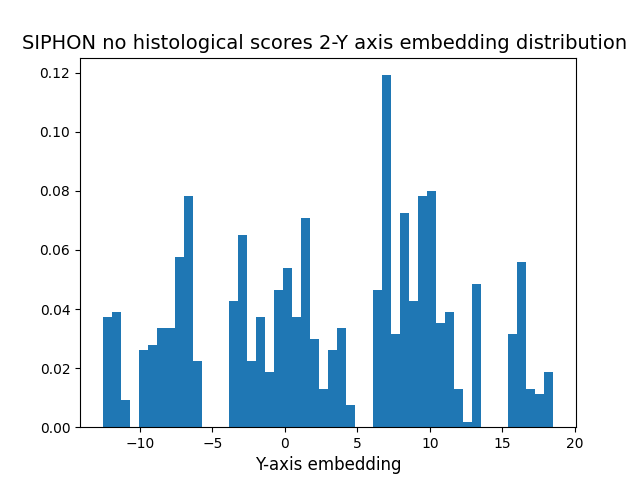 SIPHON no histological scores 2-Y axis embedding distribution
0.12
0.10
0.08
0.06
0.04
0.02
0.00
−10 −5 0 5 10 15 20
Y-axis embedding